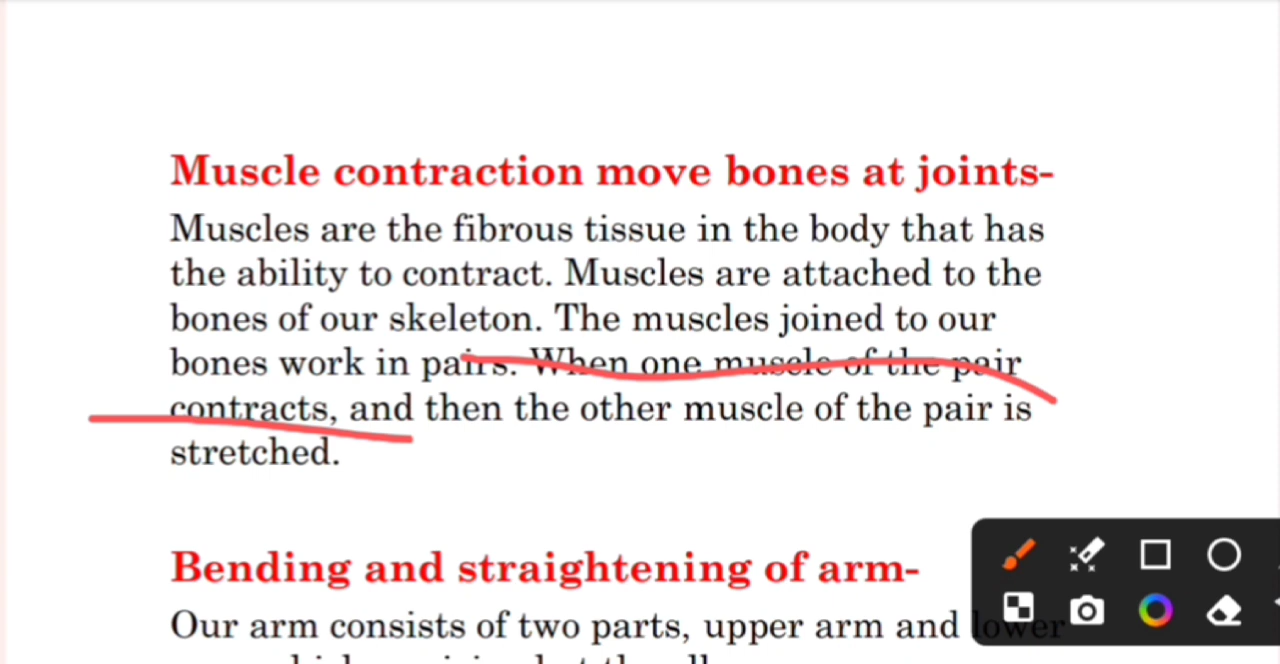 Muscle contraction move bones at joints-
Muscles are the fibrous tissue in the body that has
the ability to contract. Muscles are attached to the
bones of our skeleton. The muscles joined to our
bones work in pairs. When one muscle of the pair
contracts, and then the other muscle of the pair is
stretched.
Bending and straightening of arm-
Our arm consists of two parts, upper arm and lower